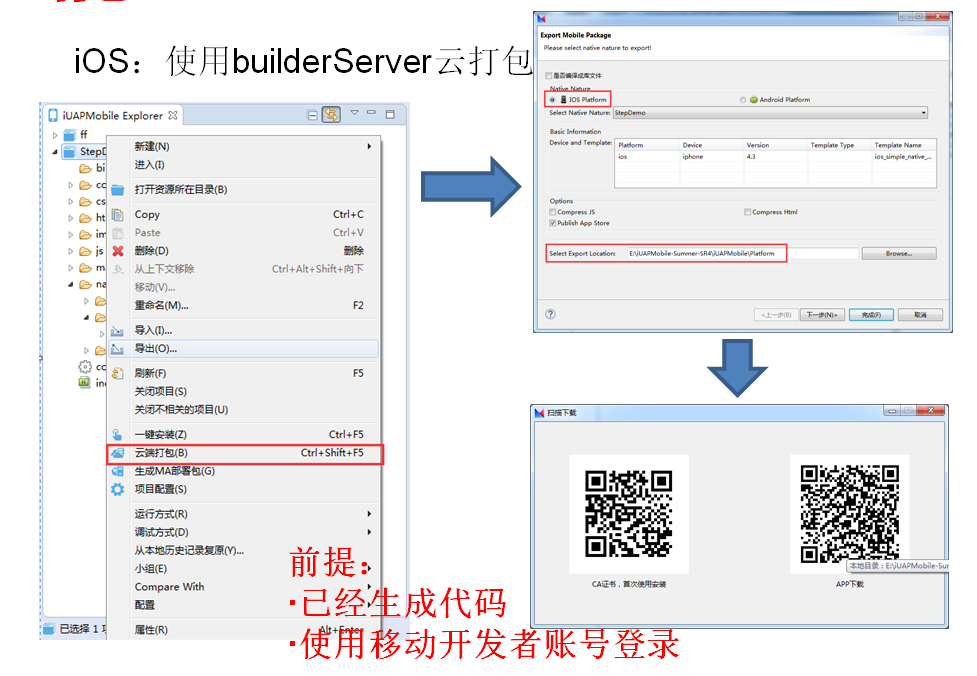 iOS：使用builderServer云打包
iUAPMobile Explorer
ff
StepD
bi
cc
cs
ht
im
js
m
na
cc
in
已选择 1 项
新建(N)
进入(I)
打开资源所在目录(B)
Copy Ctrl+C
Paste Ctrl+V
删除(D) 删除
从上下文移除 Ctrl+Alt+Shift+向下
移动(V)...
重命名(M)... F2
导入(I)...
导出(O)...
刷新(F) F5
关闭项目(S)
关闭不相关的项目(U)
一键安装(Z) Ctrl+F5
云端打包(B) Ctrl+Shift+F5
生成MA部署包(G)
项目配置(S)
运行方式(R)
调试方式(D)
从本地历史记录复原(Y)...
小组(E)
Compare With
配置
属性(R) Alt+Enter
Export Mobile Package
Please select native nature to export!
是否编译成库文件
Native Nature
IOS Platform Android Platform
Select Native Nature: StepDemo
Basic Information
Device and Template:
Platform Device Version Template Type Template Name
ios iphone 4.3 ios_simple_native_...
Options
Compress JS Compress Html
Publish App Store
Select Export Location: E:\iUAPMobile-Summer-SR4\iUAPMobile\Platform Browse...
<上一步(B) 下一步(N)> 完成(F) 取消
扫描下载
本地目录：E:\iUAPMobile-Sur
CA证书，首次使用安装 APP下载
前提：
·已经生成代码
·使用移动开发者账号登录